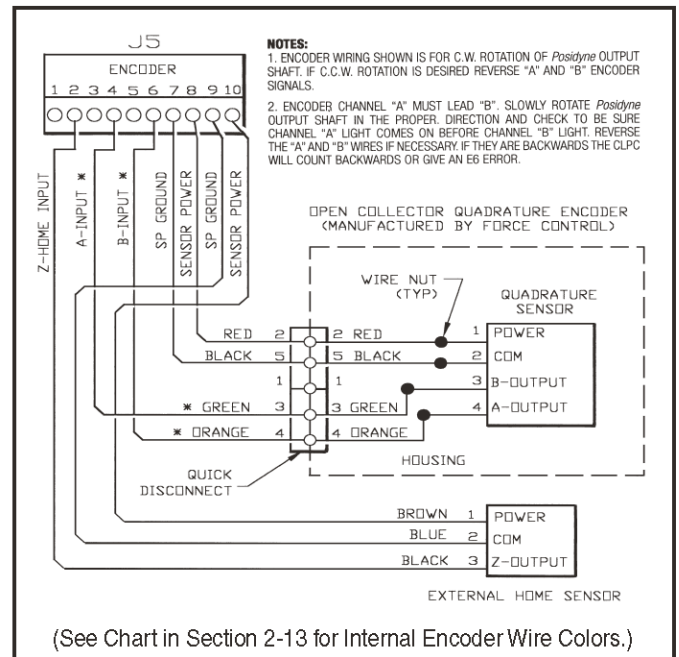 J5
ENCODER
1 2 3 4 5 6 7 8 9 10
Z-HOME INPUT
A-INPUT *
B-INPUT *
SP GROUND
SENSOR POWER
SP GROUND
SENSOR POWER
NOTES:
1. ENCODER WIRING SHOWN IS FOR C.W. ROTATION OF Posidyne OUTPUT
SHAFT. IF C.C.W. ROTATION IS DESIRED REVERSE "A" AND "B" ENCODER
SIGNALS.
2. ENCODER CHANNEL "A" MUST LEAD "B". SLOWLY ROTATE Posidyne
OUTPUT SHAFT IN THE PROPER. DIRECTION AND CHECK TO BE SURE
CHANNEL "A" LIGHT COMES ON BEFORE CHANNEL "B" LIGHT. REVERSE
THE "A" AND "B" WIRES IF NECESSARY. IF THEY ARE BACKWARDS THE CLPC
WILL COUNT BACKWARDS OR GIVE AN E6 ERROR.
OPEN COLLECTOR QUADRATURE ENCODER
(MANUFACTURED BY FORCE CONTROL)
WIRE NUT
(TYP)
QUADRATURE
SENSOR
RED 2 2 RED 1 POWER
BLACK 5 5 BLACK 2 COM
1 1 3 B-OUTPUT
* GREEN 3 3 GREEN 4 A-OUTPUT
* ORANGE 4 4 ORANGE
HOUSING
QUICK
DISCONNECT
BROWN 1 POWER
BLUE 2 COM
BLACK 3 Z-OUTPUT
EXTERNAL HOME SENSOR
(See Chart in Section 2-13 for Internal Encoder Wire Colors.)